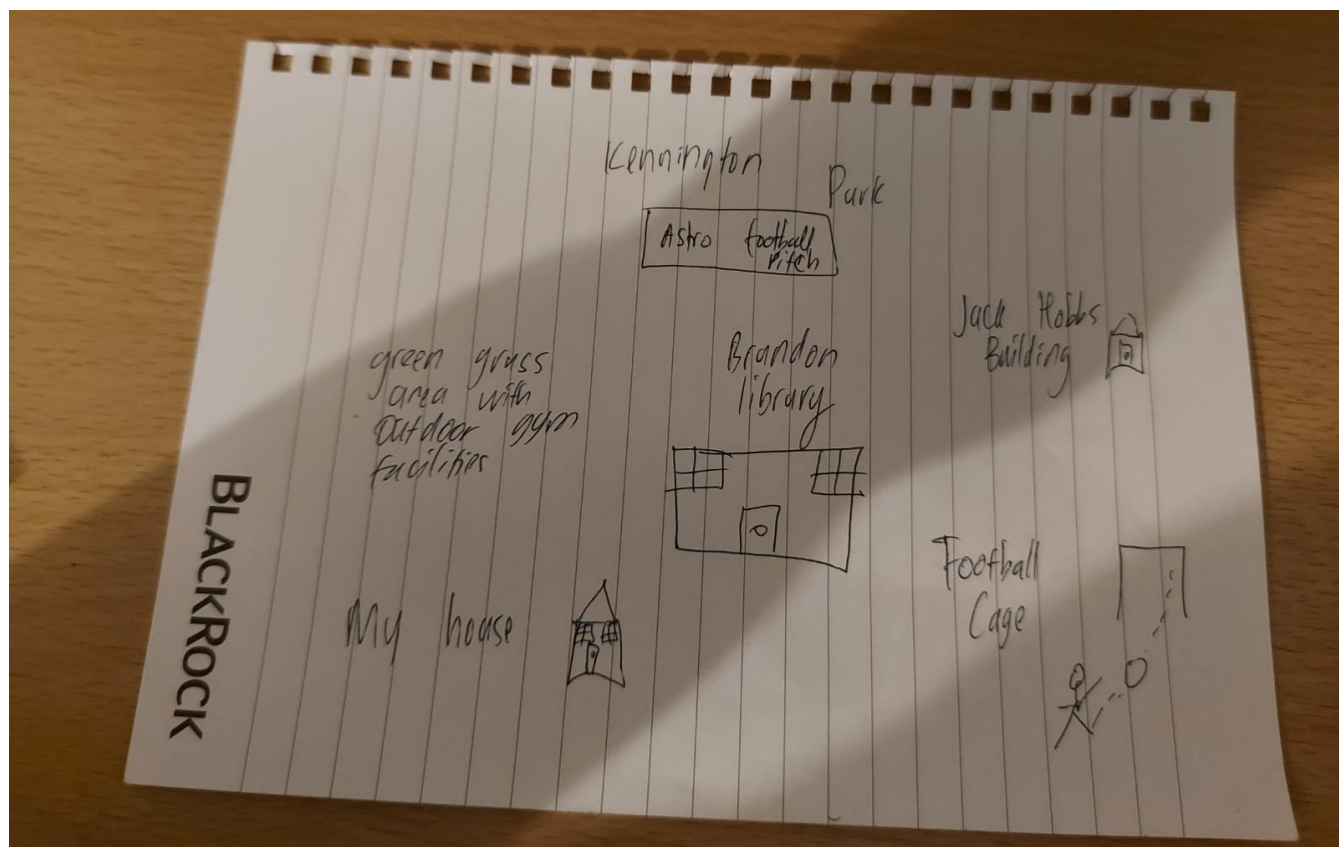 Kennington
Park
Astro football
Pitch
Jack Hobbs
Building
green grass
area with
outdoor gym
facilities
Brandon
library
BLACKROCK
My house
Football
Cage